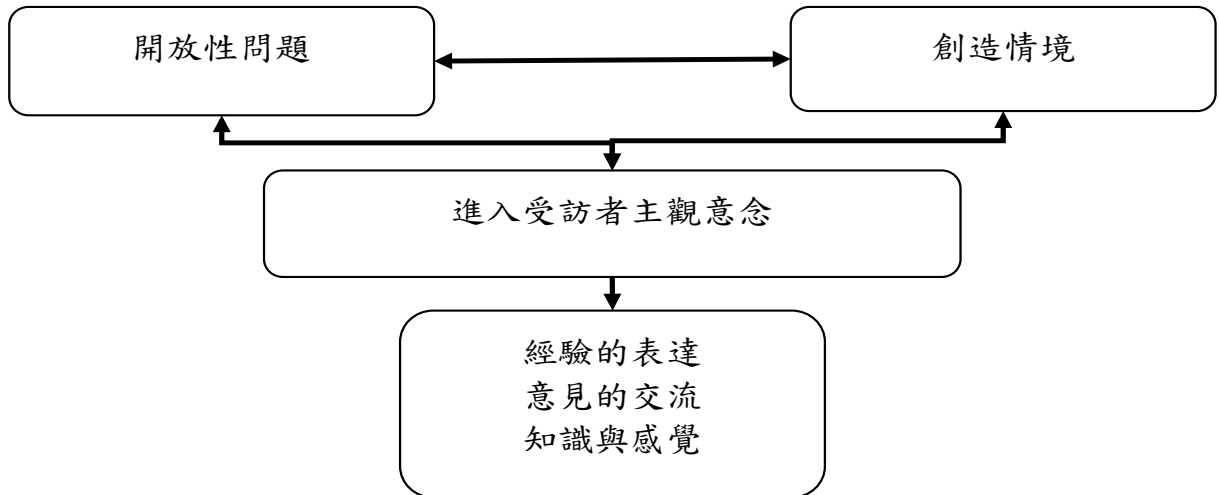 開放性問題
創造情境
進入受訪者主觀意念
經驗的表達
意見的交流
知識與感覺